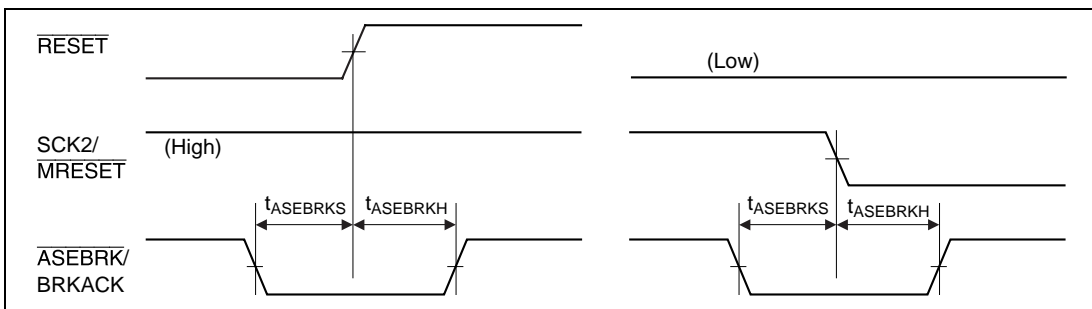 RESET
(Low)
SCK2/
MRESET
(High)
tASEBRKS
tASEBRKH
tASEBRKS
tASEBRKH
ASEBRK/
BRKACK